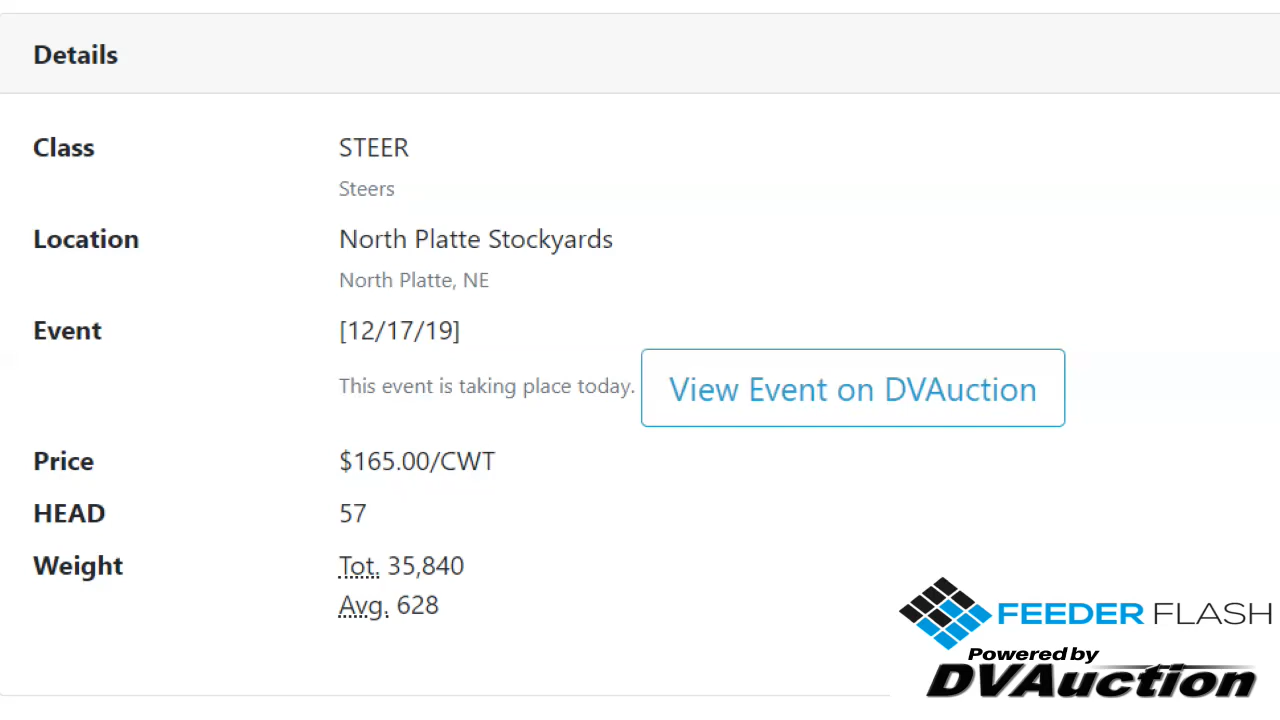 Details
Class STEER
Steers
Location North Platte Stockyards
North Platte, NE
Event [12/17/19]
This event is taking place today. View Event on DVAuction
Price $165.00/CWT
HEAD 57
Weight Tot. 35,840
Avg. 628
FEEDER FLASH
Powered by
DVAuction